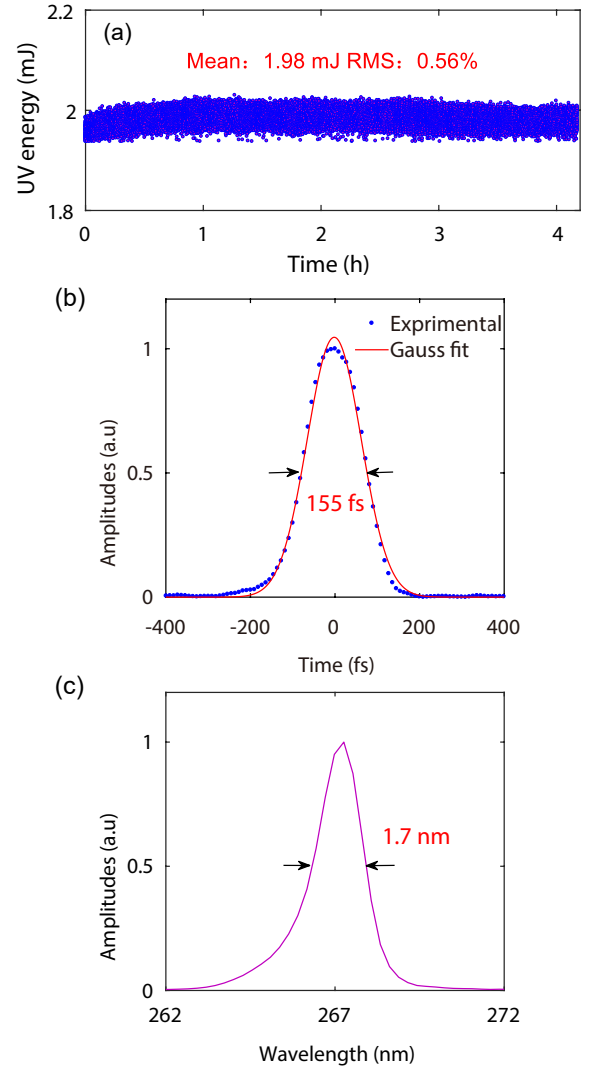 (a)
Mean：1.98 mJ RMS：0.56%
UV energy (mJ)
2.2
2
1.8
0 1 2 3 4
Time (h)
(b)
Exprimental
Gauss fit
155 fs
Amplitudes (a.u)
1
0.5
0
-400 -200 0 200 400
Time (fs)
(c)
1.7 nm
Amplitudes (a.u)
1
0.5
0
262 267 272
Wavelength (nm)